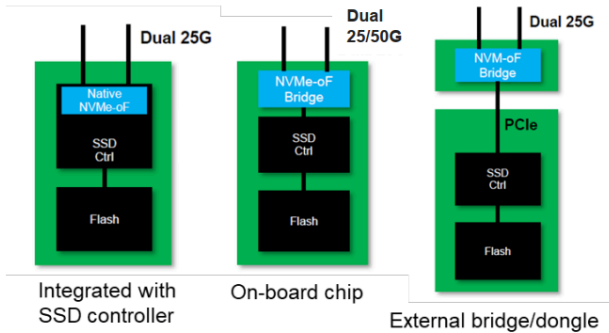 Dual 25G
Native
NVMe-oF
SSD
Ctrl
Flash
Integrated with
SSD controller
Dual
25/50G
NVMe-oF
Bridge
SSD
Ctrl
Flash
On-board chip
Dual 25G
NVM-oF
Bridge
PCIe
SSD
Ctrl
Flash
External bridge/dongle